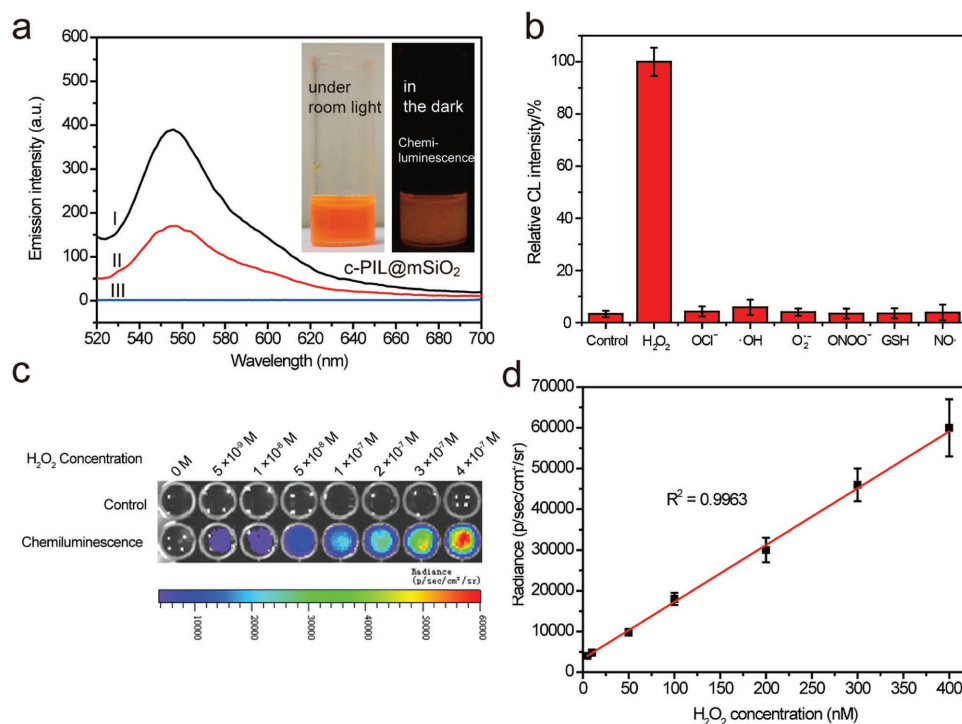 a
600
500
400
300
200
100
0
Emission intensity (a.u.)
520 540 560 580 600 620 640 660 680 700
Wavelength (nm)
I
II
III
under
room light
in
the dark
Chemi-
luminescence
c-PIL@mSiO₂
b
100
80
60
40
20
0
Relative CL intensity/%
Control H₂O₂ OCl⁻ ·OH O₂·⁻ ONOO⁻ GSH NO·
c
H₂O₂ Concentration
0 M 5×10⁻⁹ M 1×10⁻⁸ M 5×10⁻⁸ M 1×10⁻⁷ M 2×10⁻⁷ M 3×10⁻⁷ M 4×10⁻⁷ M
Control
Chemiluminescence
Radiance
(p/sec/cm²/sr)
10000 20000 30000 40000 50000 60000
d
70000
60000
50000
40000
30000
20000
10000
0
Radiance (p/sec/cm²/sr)
R² = 0.9963
0 50 100 150 200 250 300 350 400
H₂O₂ concentration (nM)